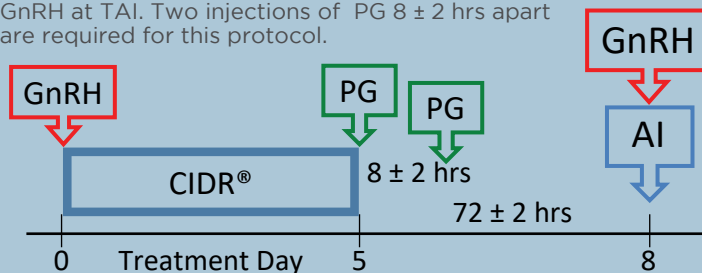 GnRH at TAI. Two injections of PG 8 ± 2 hrs apart
are required for this protocol.
GnRH
GnRH
PG
PG
AI
CIDR®
8 ± 2 hrs
72 ± 2 hrs
0 Treatment Day 5 8